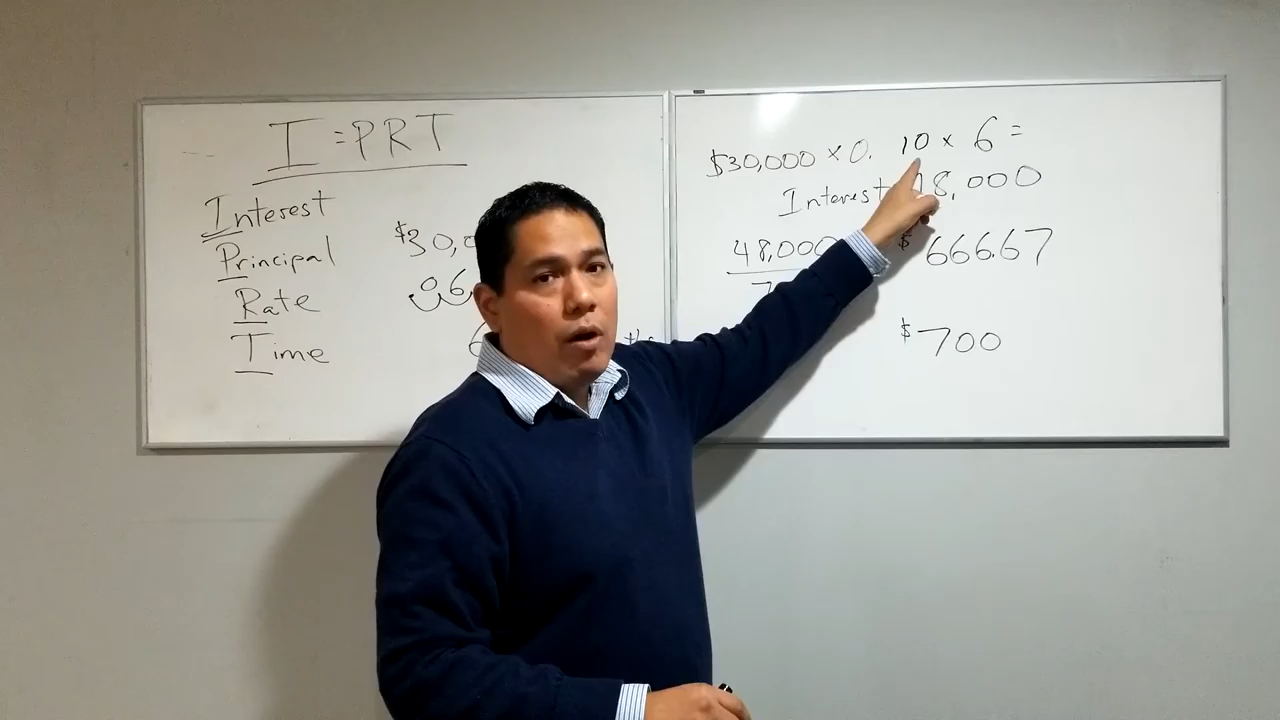 I=PRT
Interest
Principal $30,0
Rate 06.
Time 6
$30,000 x 0. 10 x 6 =
Interest 18,000
48,000 $ 666.67
7
$700